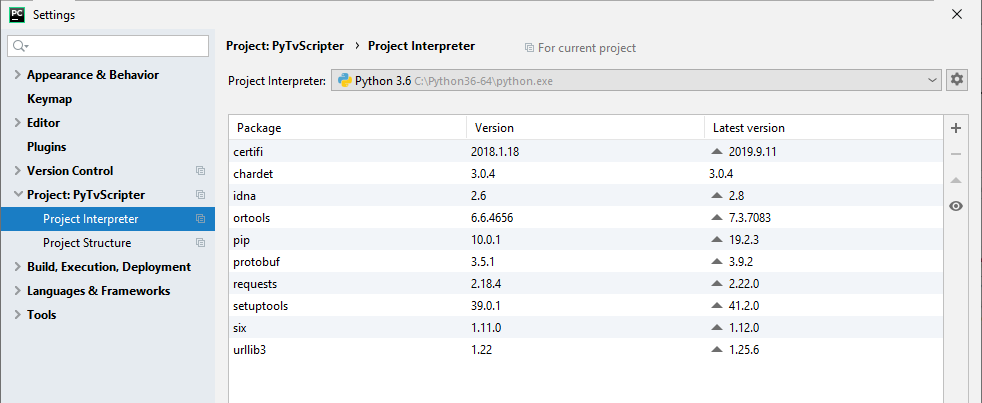 PC Settings
Project: PyTvScripter › Project Interpreter For current project
Appearance & Behavior
Keymap
Editor
Plugins
Version Control
Project: PyTvScripter
Project Interpreter
Project Structure
Build, Execution, Deployment
Languages & Frameworks
Tools
Project Interpreter: Python 3.6 C:\Python36-64\python.exe
Package Version Latest version
certifi 2018.1.18 2019.9.11
chardet 3.0.4 3.0.4
idna 2.6 2.8
ortools 6.6.4656 7.3.7083
pip 10.0.1 19.2.3
protobuf 3.5.1 3.9.2
requests 2.18.4 2.22.0
setuptools 39.0.1 41.2.0
six 1.11.0 1.12.0
urllib3 1.22 1.25.6